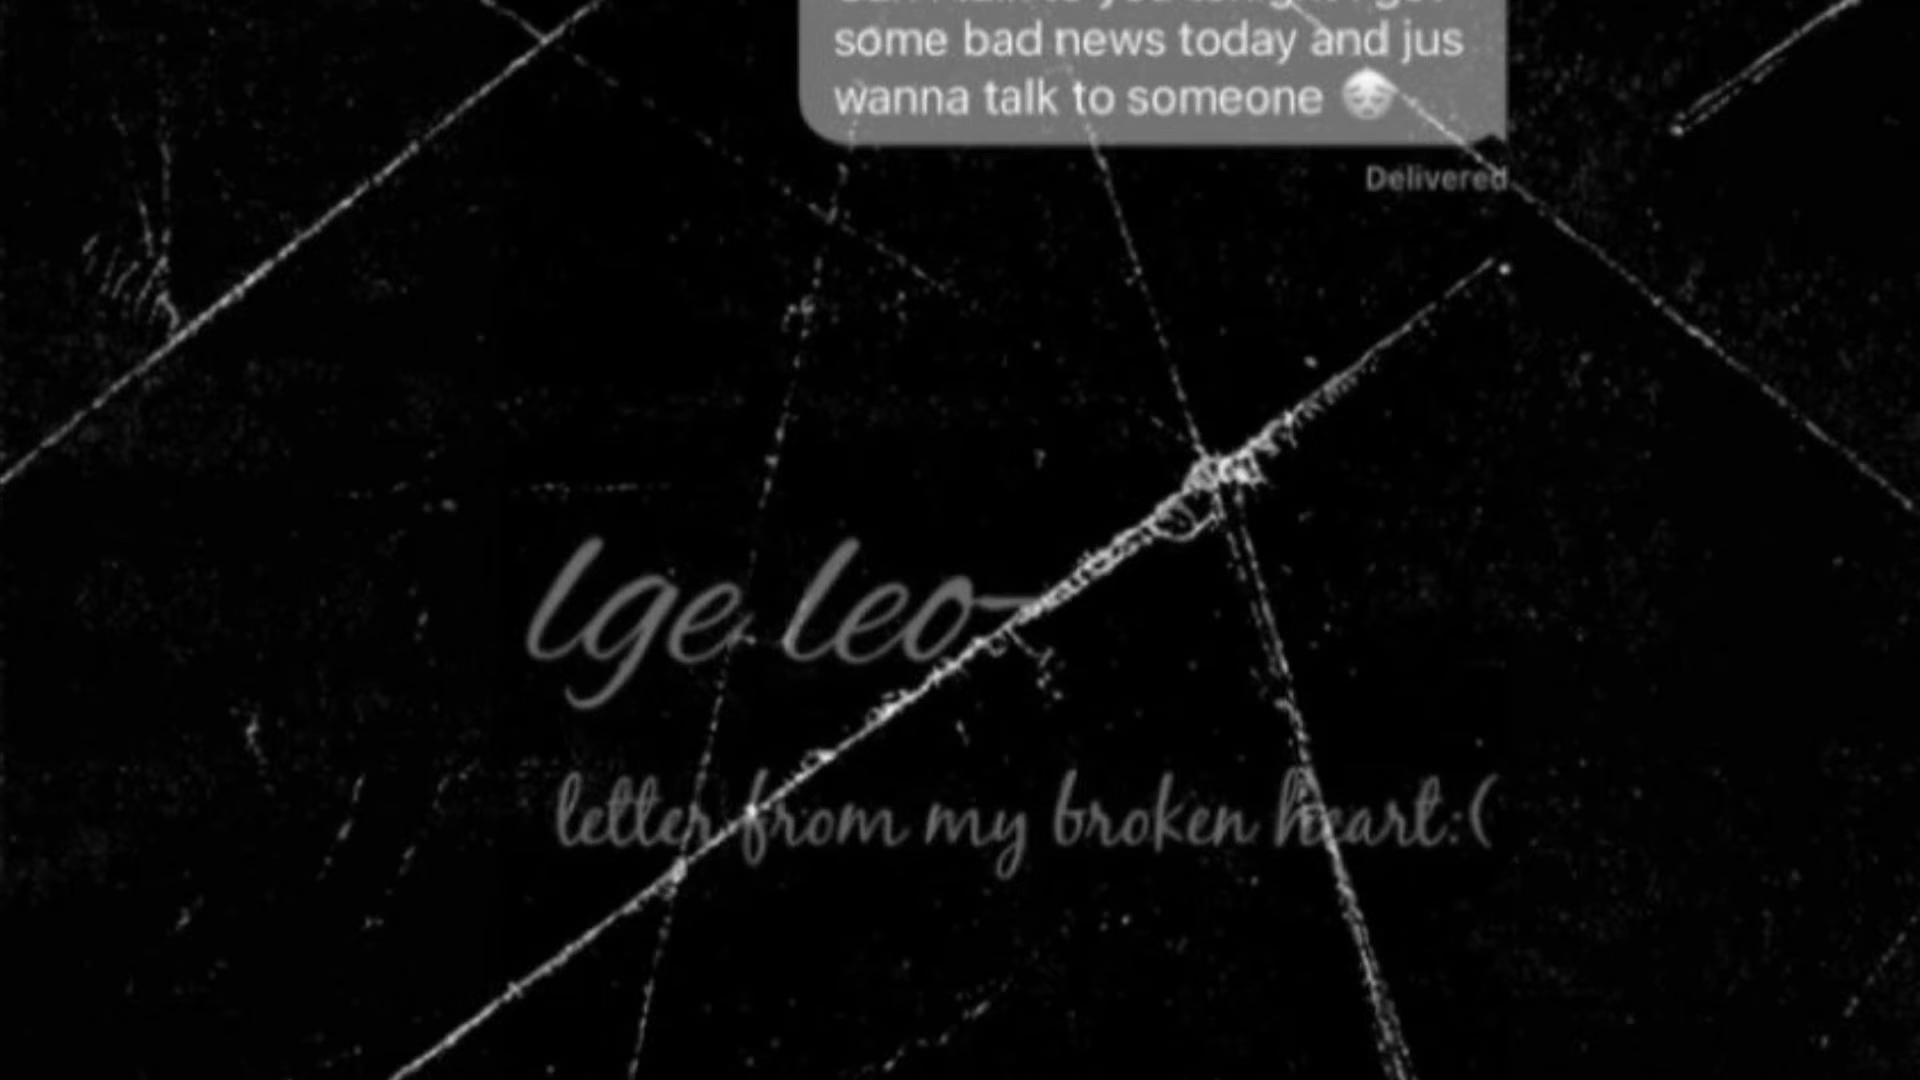 some bad news today and jus
wanna talk to someone 😔
Delivered
lge leo
letter from my broken heart:(